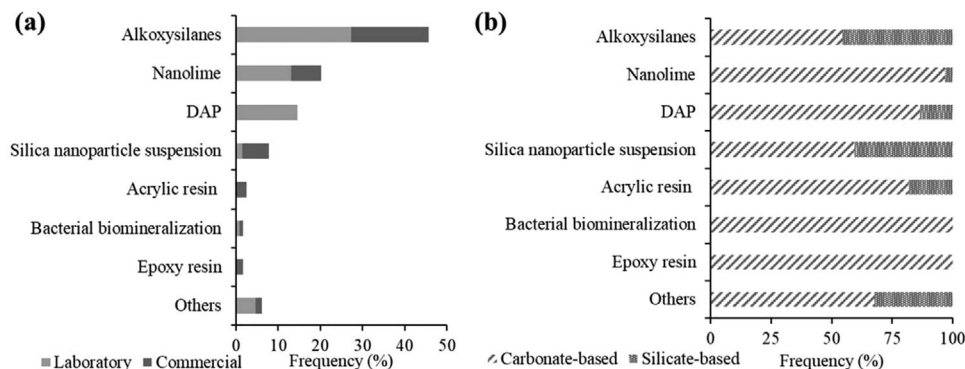 (a)
Alkoxysilanes
Nanolime
DAP
Silica nanoparticle suspension
Acrylic resin
Bacterial biomineralization
Epoxy resin
Others
0 10 20 30 40 50
Laboratory Commercial Frequency (%)
(b)
Alkoxysilanes
Nanolime
DAP
Silica nanoparticle suspension
Acrylic resin
Bacterial biomineralization
Epoxy resin
Others
0 25 50 75 100
Carbonate-based Silicate-based Frequency (%)